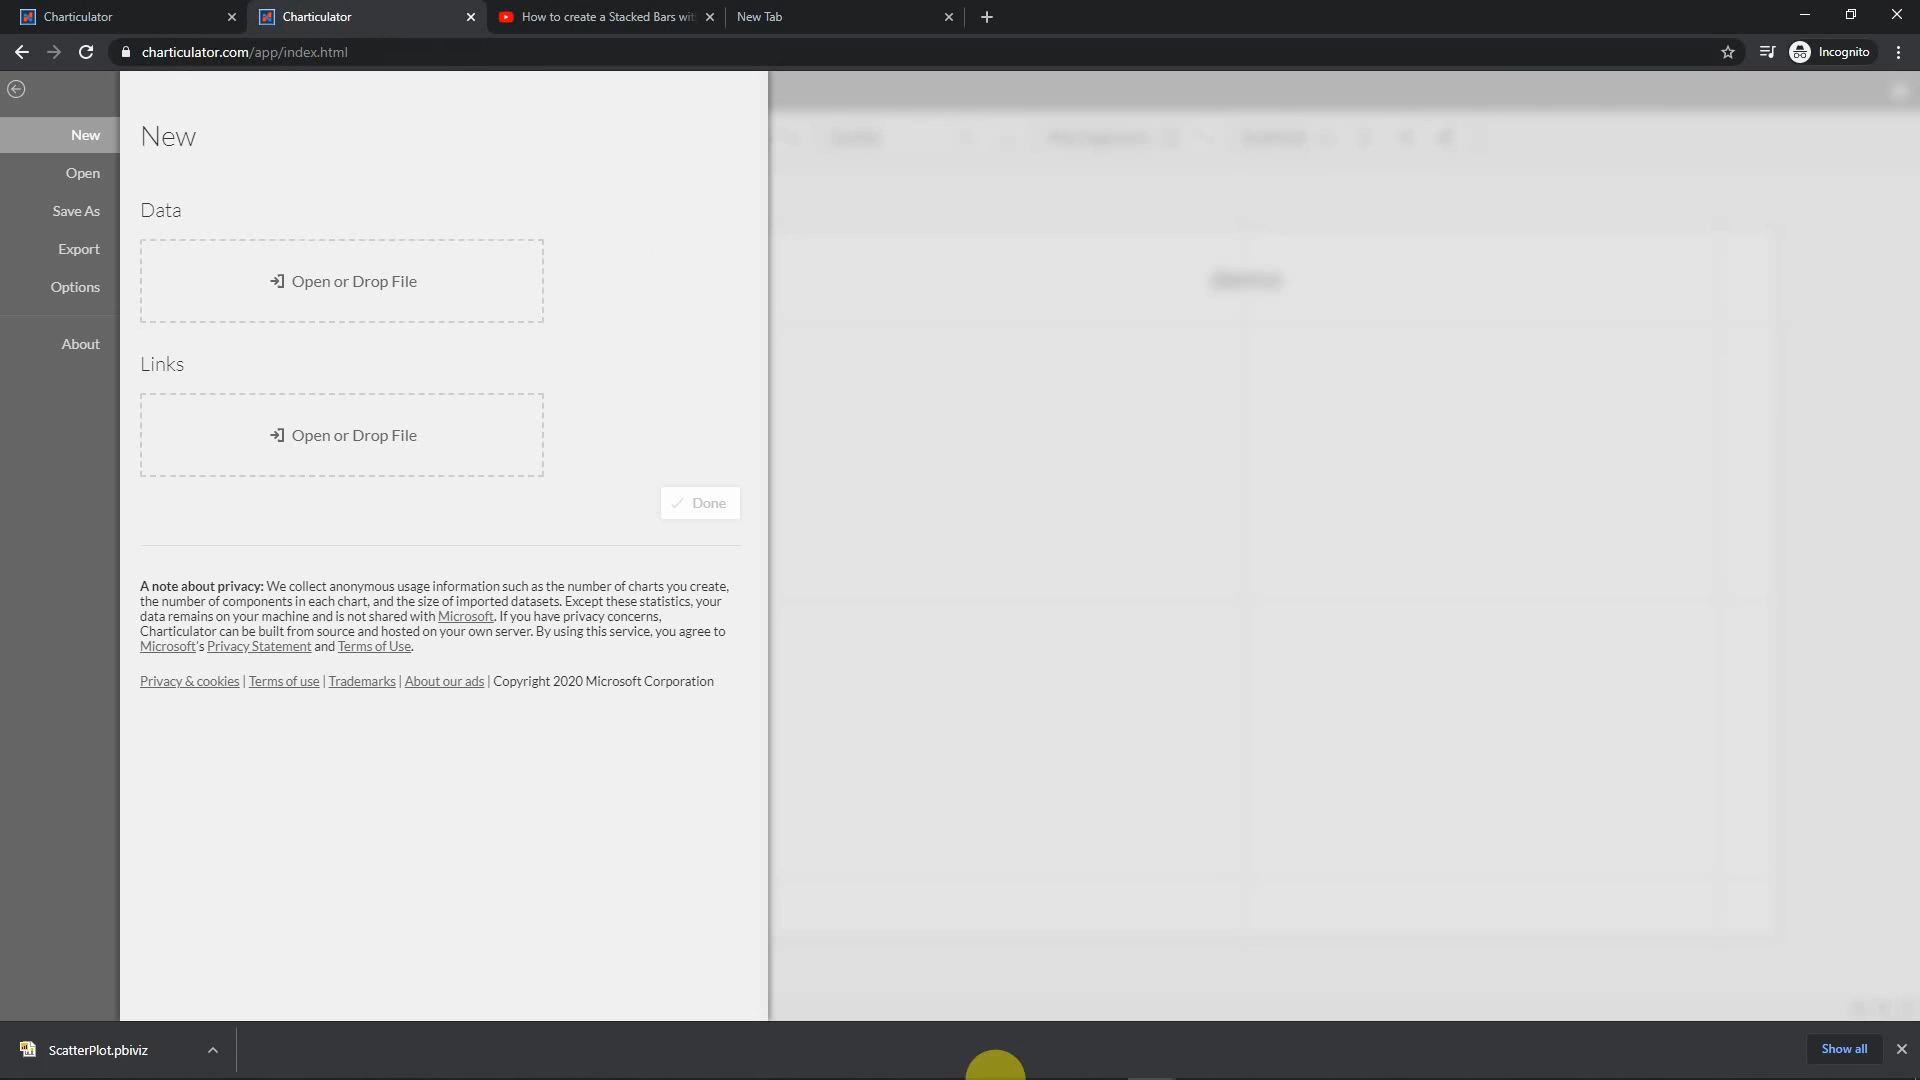 Charticulator
Charticulator
How to create a Stacked Bars wit
New Tab
charticulator.com/app/index.html
Incognito
New
Open
Save As
Export
Options
About
New
Data
Open or Drop File
Links
Open or Drop File
Done
A note about privacy: We collect anonymous usage information such as the number of charts you create,
the number of components in each chart, and the size of imported datasets. Except these statistics, your
data remains on your machine and is not shared with Microsoft. If you have privacy concerns,
Charticulator can be built from source and hosted on your own server. By using this service, you agree to
Microsoft's Privacy Statement and Terms of Use.
Privacy & cookies | Terms of use | Trademarks | About our ads | Copyright 2020 Microsoft Corporation
demo
ScatterPlot.pbiviz
Show all